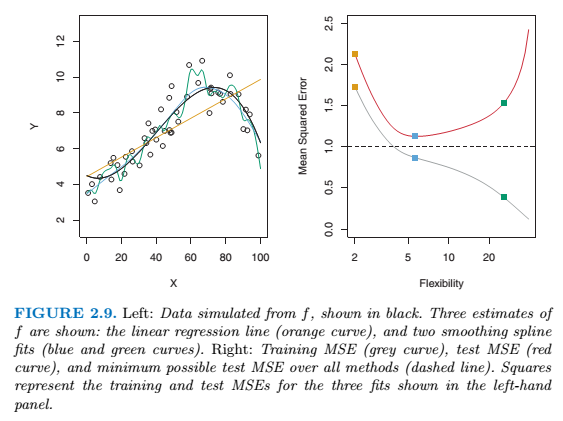 12
10
8
6
4
2
Y
0 20 40 60 80 100
X
2.5
2.0
1.5
1.0
0.5
0.0
Mean Squared Error
2 5 10 20
Flexibility
FIGURE 2.9. Left: Data simulated from f, shown in black. Three estimates of
f are shown: the linear regression line (orange curve), and two smoothing spline
fits (blue and green curves). Right: Training MSE (grey curve), test MSE (red
curve), and minimum possible test MSE over all methods (dashed line). Squares
represent the training and test MSEs for the three fits shown in the left-hand
panel.